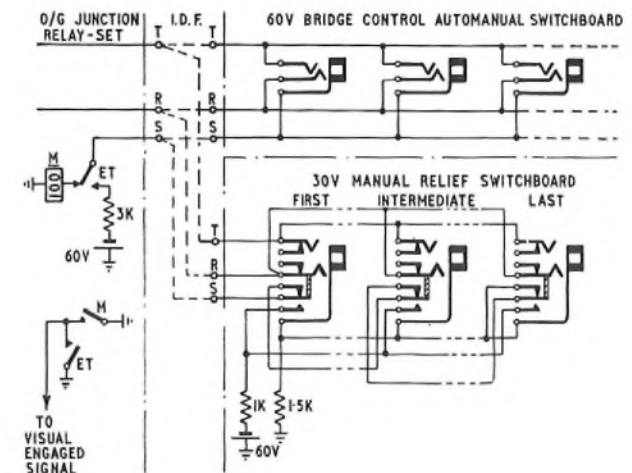 O/G JUNCTION
RELAY-SET
I.D.F.
60V BRIDGE CONTROL AUTOMANUAL SWITCHBOARD
T
T
R
R
S
S
M
100
ET
3K
60V
30V MANUAL RELIEF SWITCHBOARD
FIRST
INTERMEDIATE
LAST
T
R
S
M
ET
1K
1·5K
60V
TO
VISUAL
ENGAGED
SIGNAL